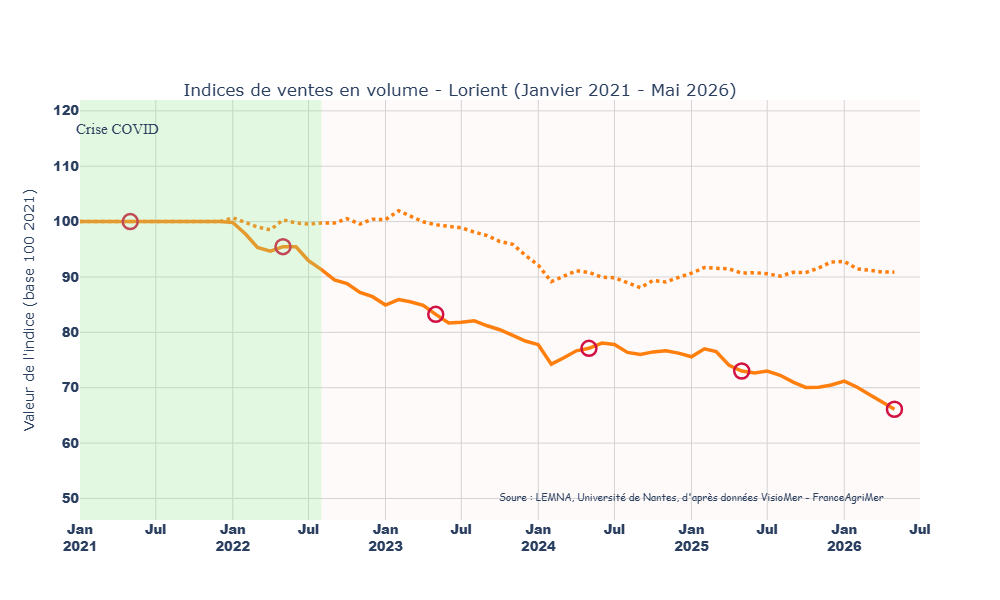 Indices de ventes en volume - Lorient (Janvier 2021 - Mai 2026)
120
Crise COVID
110
100
90
80
70
60
50
Valeur de l'indice (base 100 2021)
Soure : LEMNA, Université de Nantes, d'après données VisioMer - FranceAgriMer
Jan Jul Jan Jul Jan Jul Jan Jul Jan Jul Jan Jul
2021 2022 2023 2024 2025 2026